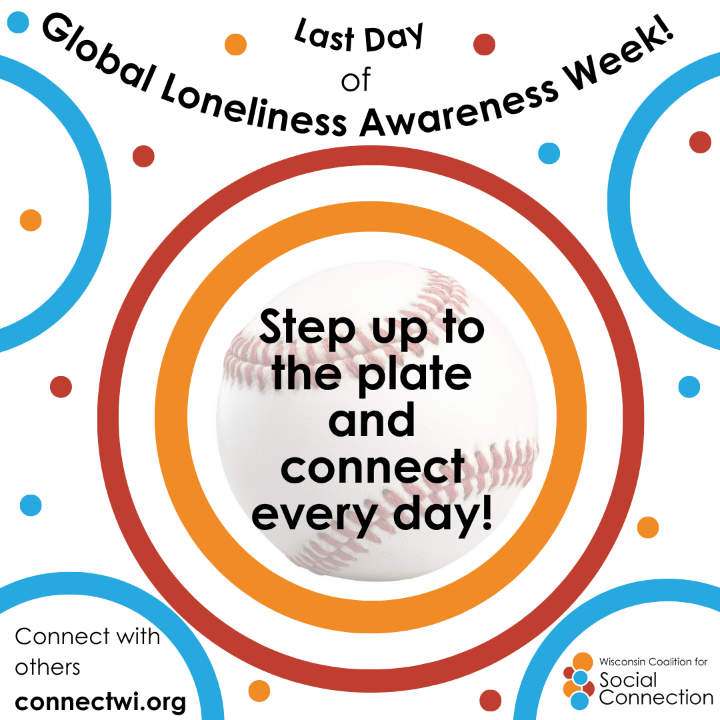 Last Day
of
Global Loneliness Awareness Week!
Step up to
the plate
and
connect
every day!
Connect with
others
connectwi.org
Wisconsin Coalition for
Social
Connection